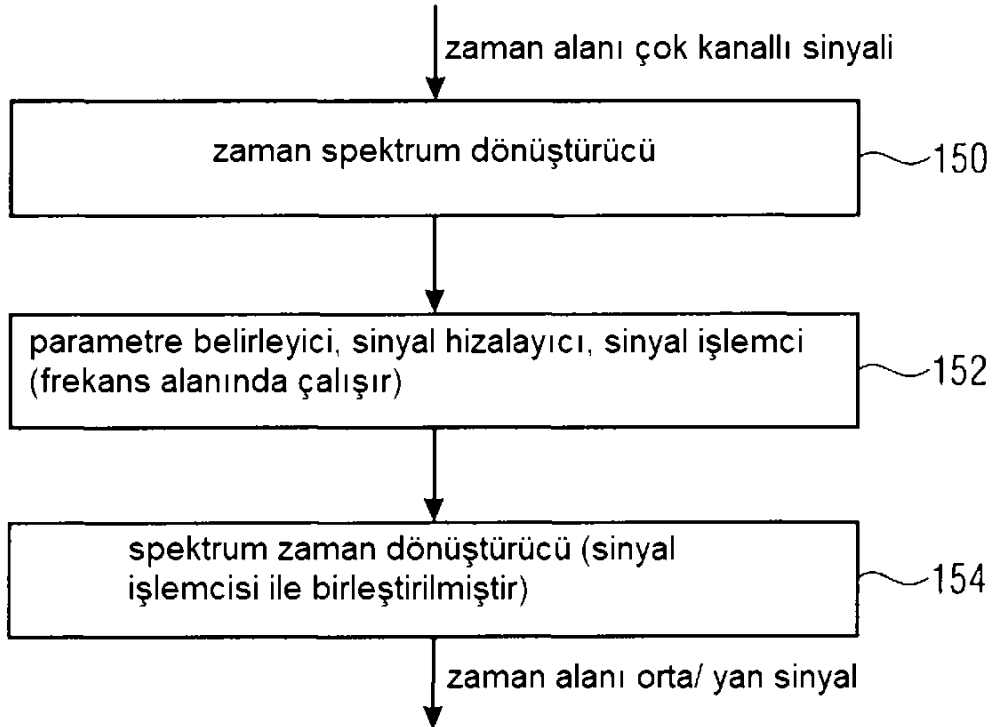 zaman alanı çok kanallı sinyali
zaman spektrum dönüştürücü
150
parametre belirleyici, sinyal hizalayıcı, sinyal işlemci
(frekans alanında çalışır)
152
spektrum zaman dönüştürücü (sinyal
işlemcisi ile birleştirilmiştir)
154
zaman alanı orta/ yan sinyal